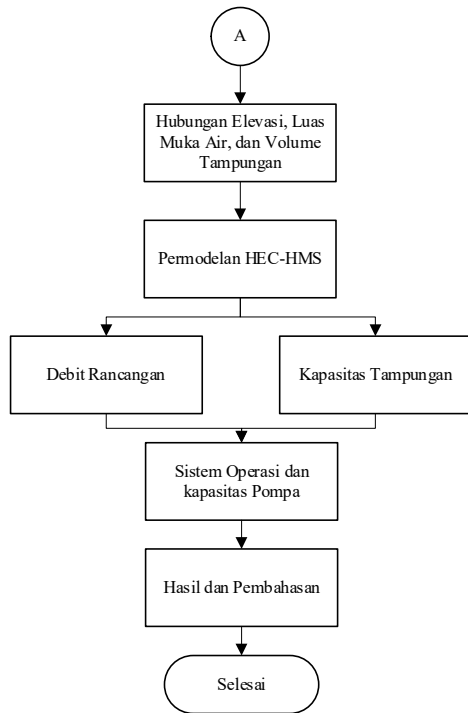 A
Hubungan Elevasi, Luas
Muka Air, dan Volume
Tampungan
Permodelan HEC-HMS
Debit Rancangan
Kapasitas Tampungan
Sistem Operasi dan
kapasitas Pompa
Hasil dan Pembahasan
Selesai